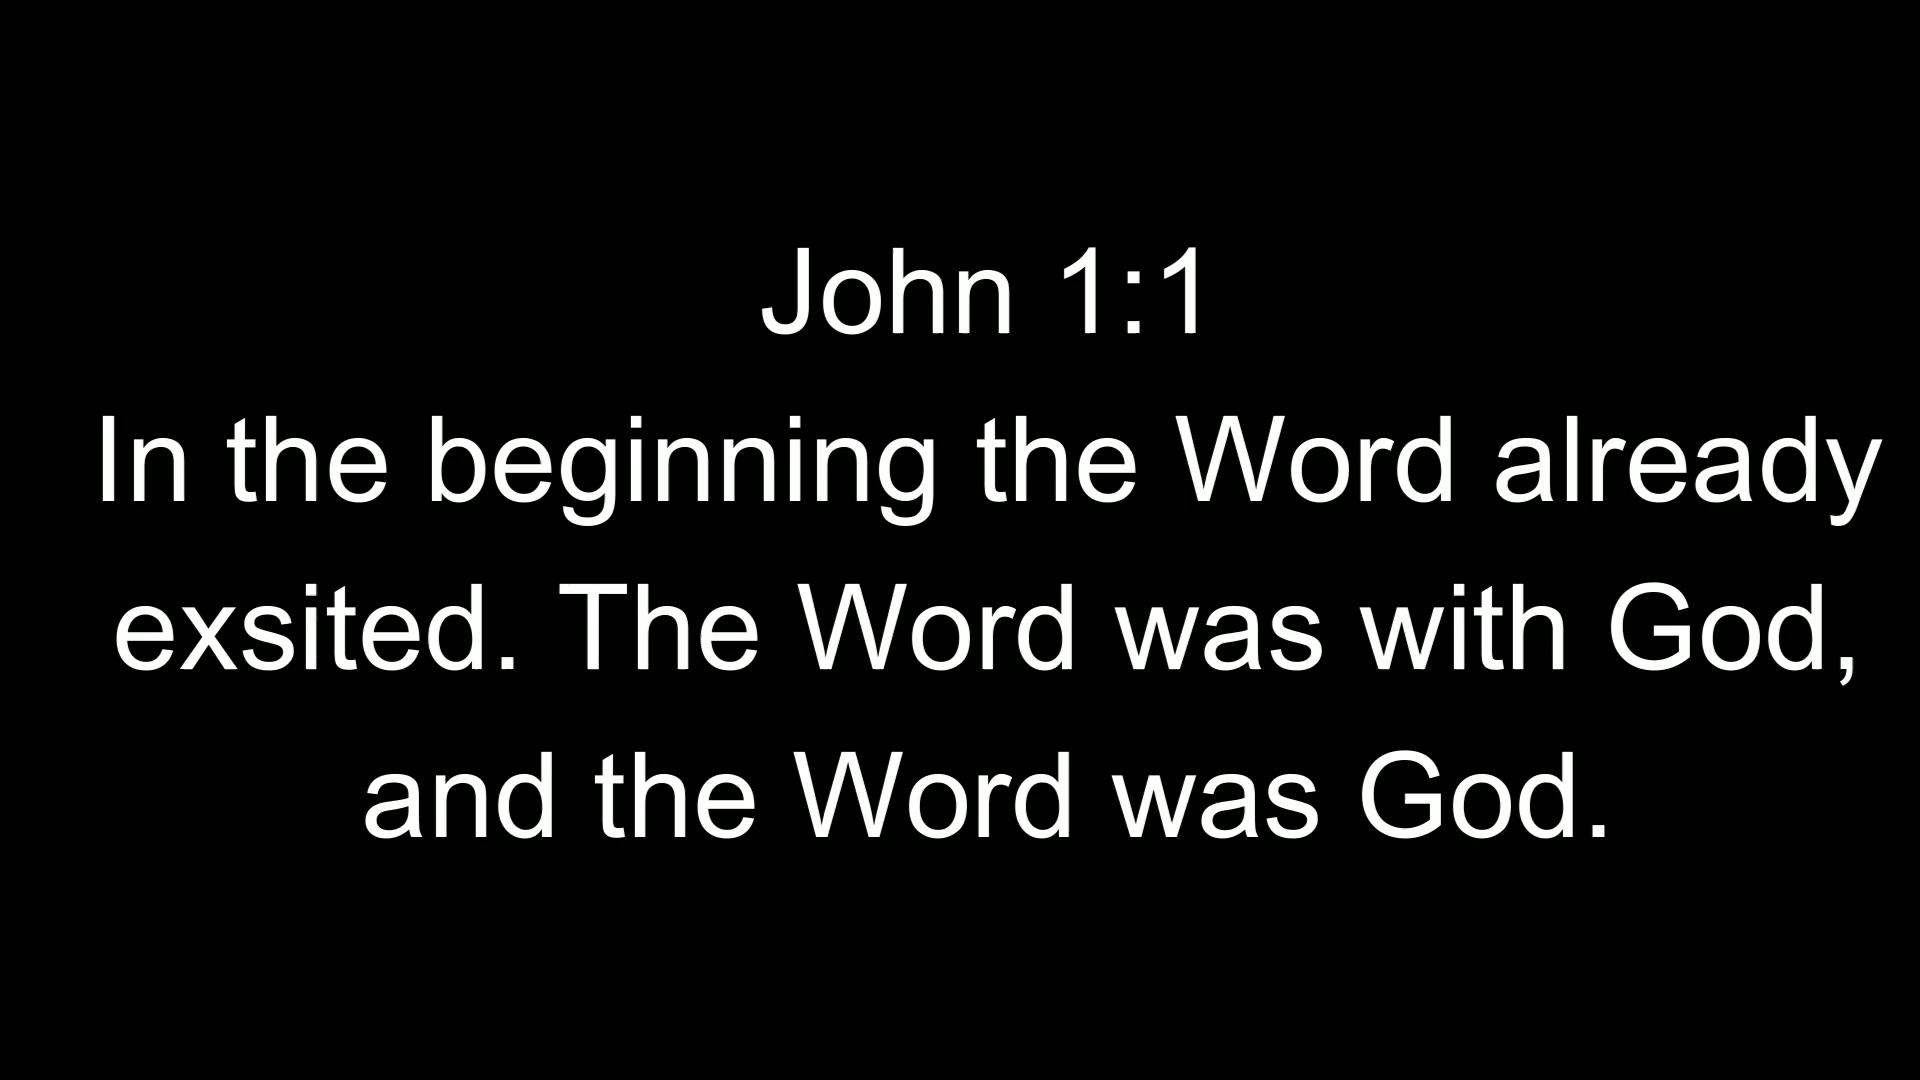 John 1:1
In the beginning the Word already
exsited. The Word was with God,
and the Word was God.